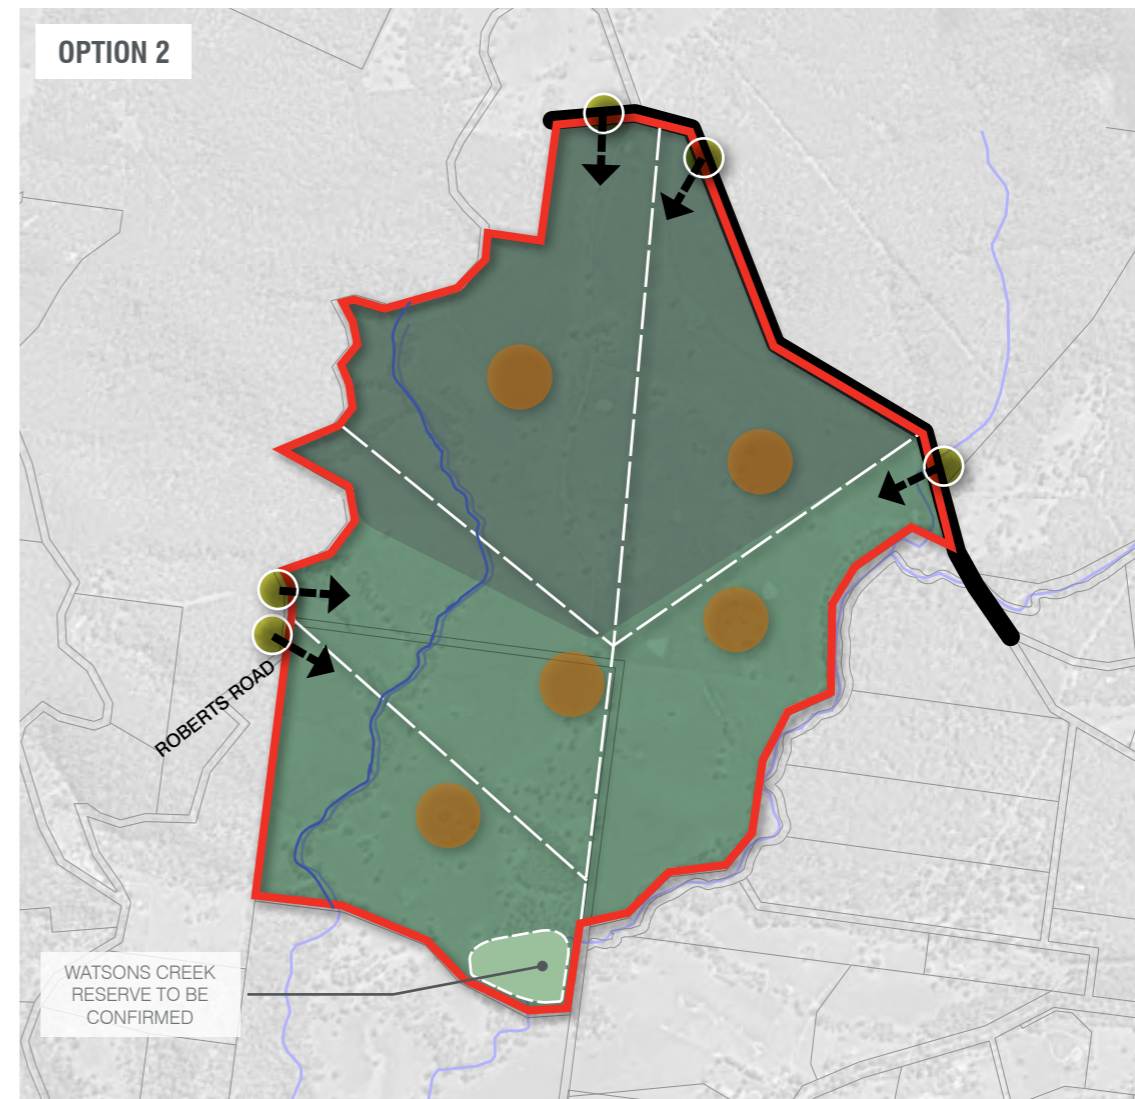 OPTION 2
ROBERTS ROAD
WATSONS CREEK
RESERVE TO BE
CONFIRMED